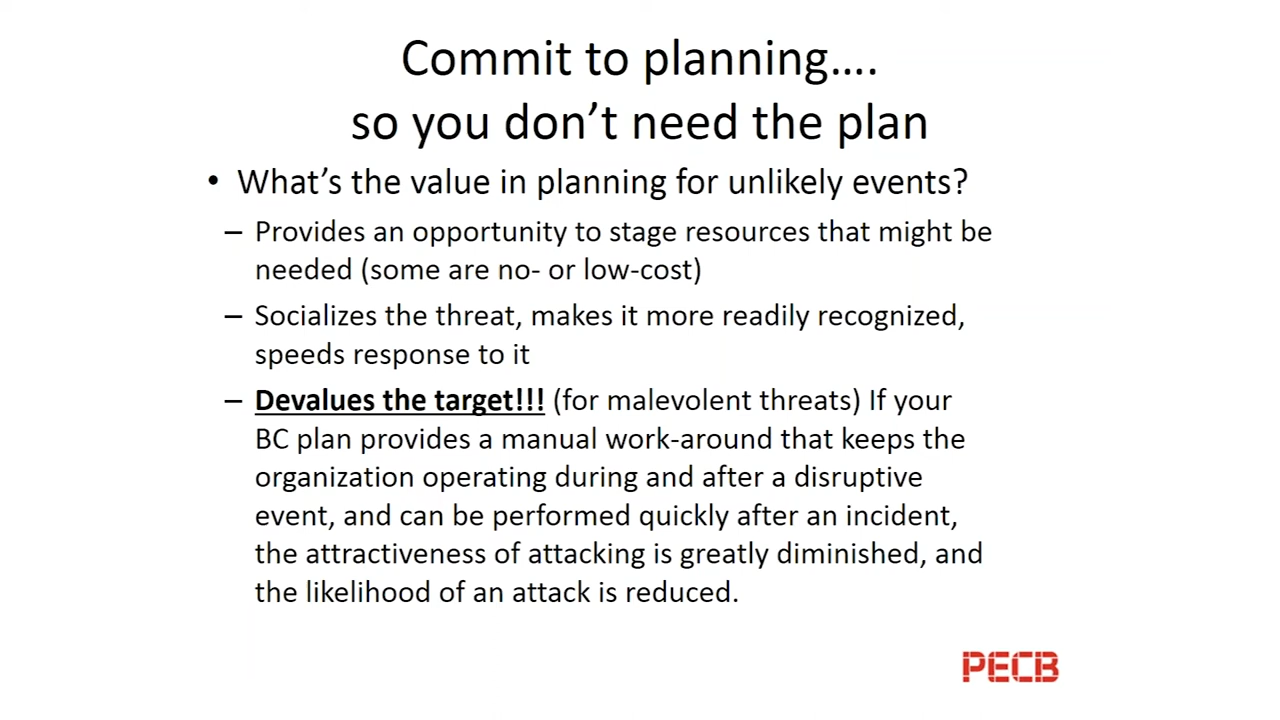 Commit to planning….
so you don’t need the plan
• What’s the value in planning for unlikely events?
– Provides an opportunity to stage resources that might be
needed (some are no- or low-cost)
– Socializes the threat, makes it more readily recognized,
speeds response to it
– Devalues the target!!! (for malevolent threats) If your
BC plan provides a manual work-around that keeps the
organization operating during and after a disruptive
event, and can be performed quickly after an incident,
the attractiveness of attacking is greatly diminished, and
the likelihood of an attack is reduced.
PECB